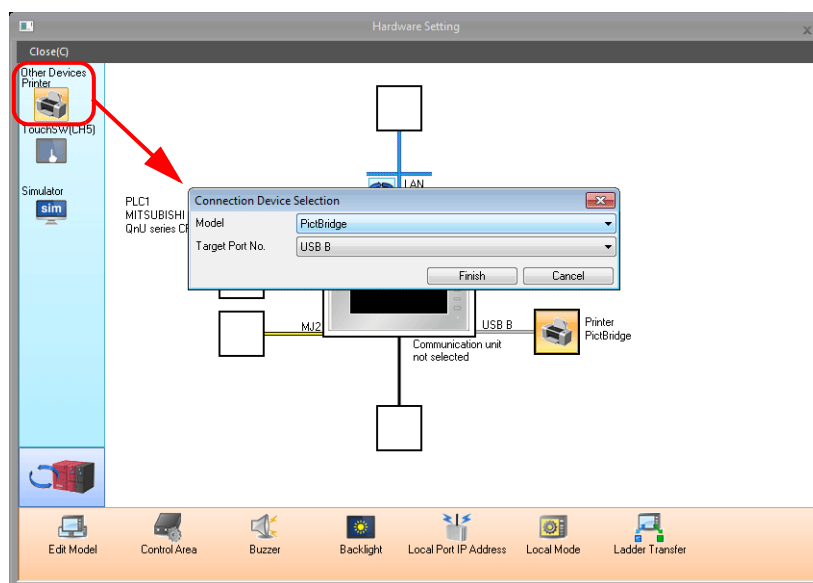 Hardware Setting
Close(C)
Other Devices
Printer
TouchSW(CH5)
Simulator
sim
LAN
PLC1
MITSUBISHI
QnU series
Connection Device Selection
Model
PictBridge
Target Port No.
USB B
Finish
Cancel
MJ2
USB B
Printer
PictBridge
Communication unit
not selected
Edit Model
Control Area
Buzzer
Backlight
Local Port IP Address
Local Mode
Ladder Transfer